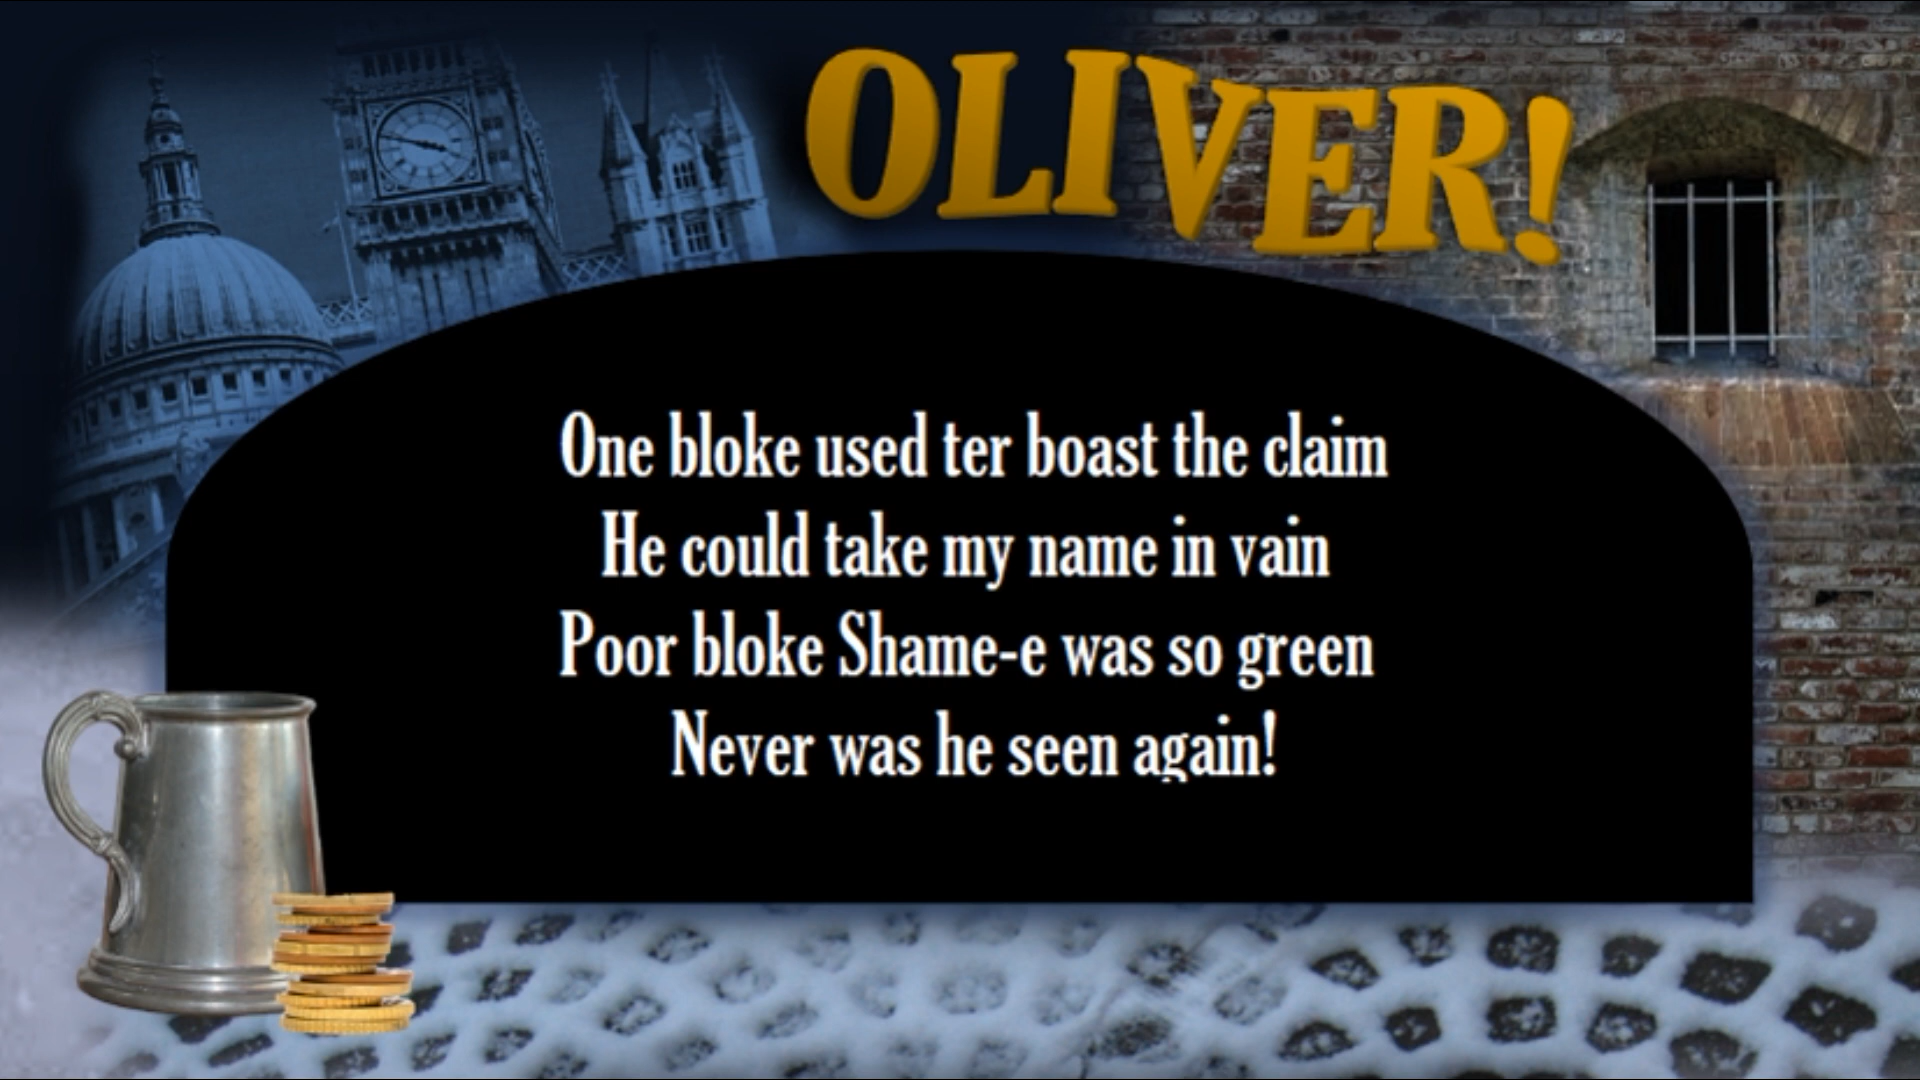 OLIVER!
One bloke used ter boast the claim
He could take my name in vain
Poor bloke Shame-e was so green
Never was he seen again!